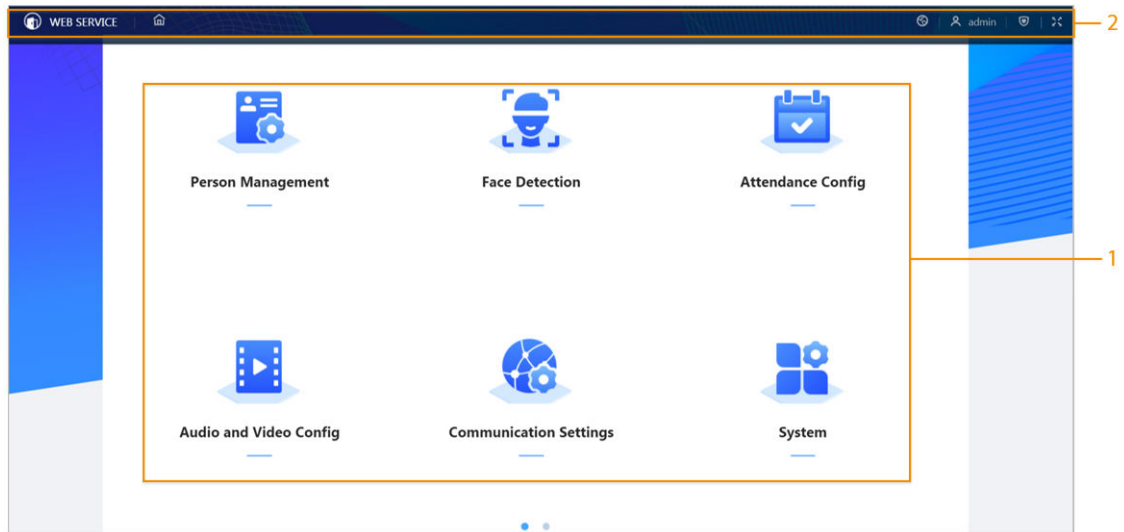 WEB SERVICE admin 2
Person Management Face Detection Attendance Config
1
Audio and Video Config Communication Settings System